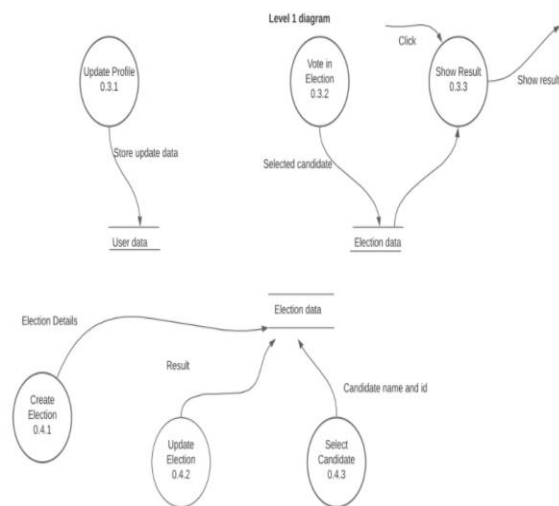 Level 1 diagram
Update Profile
0.3.1
Vote in
Election
0.3.2
Click
Show Result
0.3.3
Show result
Store update data
Selected candidate
User data
Election data
Election data
Election Details
Result
Candidate name and id
Create
Election
0.4.1
Update
Election
0.4.2
Select
Candidate
0.4.3